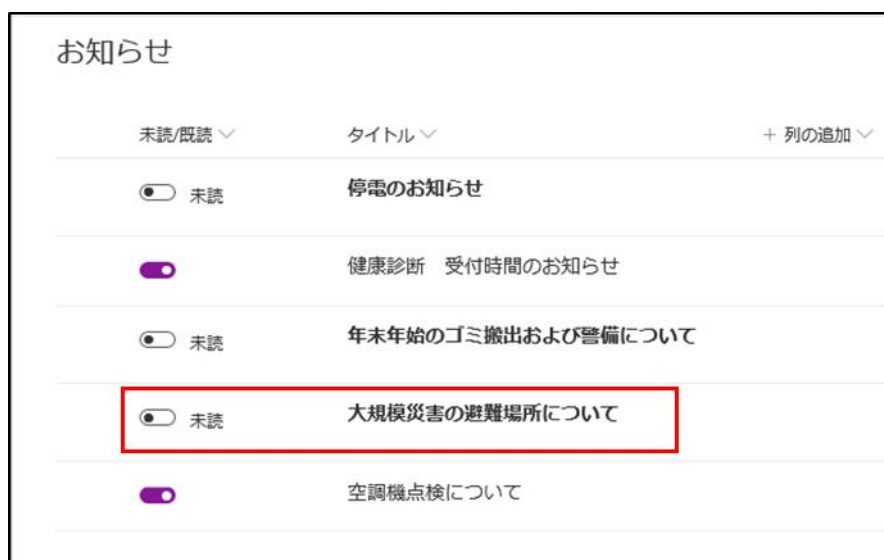 お知らせ
未読/既読 タイトル + 列の追加
未読 停電のお知らせ
健康診断　受付時間のお知らせ
未読 年末年始のゴミ搬出および警備について
未読 大規模災害の避難場所について
空調機点検について